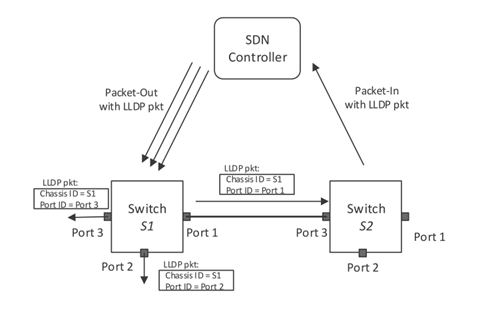 SDN
Controller
Packet-Out
with LLDP pkt
Packet-In
with LLDP pkt
LLDP pkt:
Chassis ID = S1
Port ID = Port 3
LLDP pkt:
Chassis ID = S1
Port ID = Port 1
Switch
S1
Switch
S2
Port 3
Port 1
Port 3
Port 1
Port 2
LLDP pkt:
Chassis ID = S1
Port ID = Port 2
Port 2